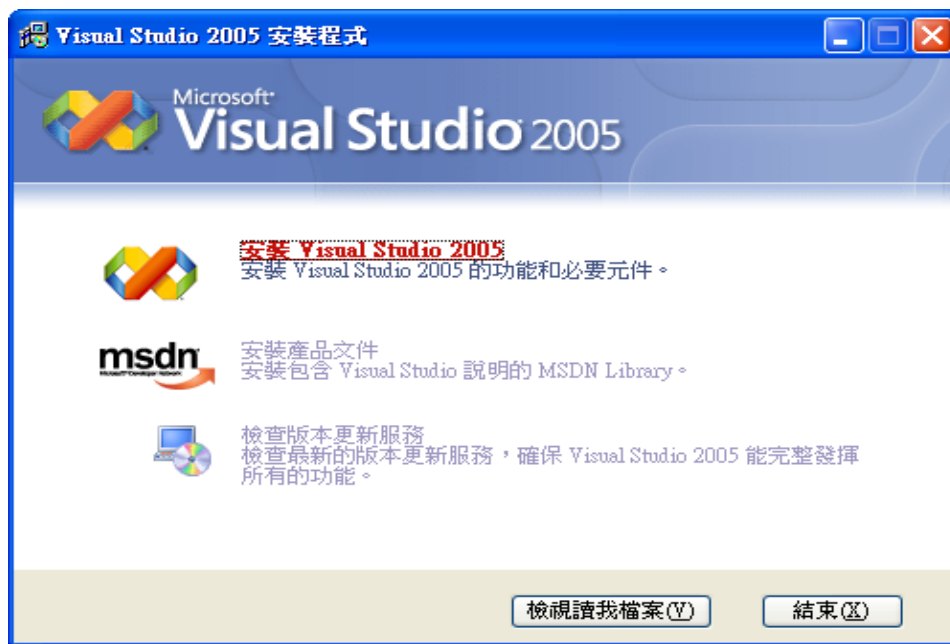 Visual Studio 2005 安裝程式
Microsoft
Visual Studio 2005
安裝 Visual Studio 2005
安裝 Visual Studio 2005 的功能和必要元件。
msdn
安裝產品文件
安裝包含 Visual Studio 說明的 MSDN Library。
檢查版本更新服務
檢查最新的版本更新服務，確保 Visual Studio 2005 能完整發揮
所有的功能。
檢視讀我檔案(V)
結束(X)